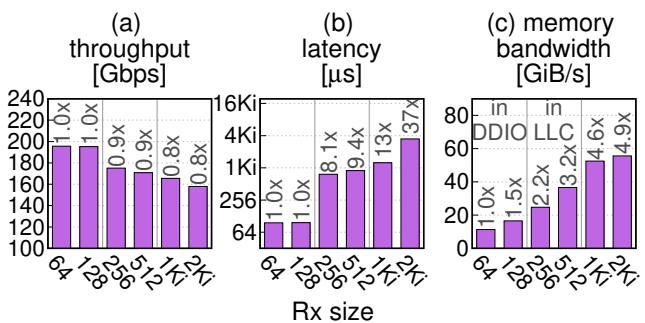 (a)
throughput
[Gbps]
240
220
200
180
160
140
120
100
1.0x
1.0x
0.9x
0.9x
0.8x
0.8x
64
128
256
512
1Ki
2Ki
(b)
latency
[μs]
16Ki
4Ki
1Ki
256
64
1.0x
1.0x
8.1x
9.4x
13x
37x
64
128
256
512
1Ki
2Ki
(c) memory
bandwidth
[GiB/s]
80
60
40
20
0
in
DDIO
in
LLC
1.0x
1.5x
2.2x
3.2x
4.6x
4.9x
64
128
256
512
1Ki
2Ki
Rx size